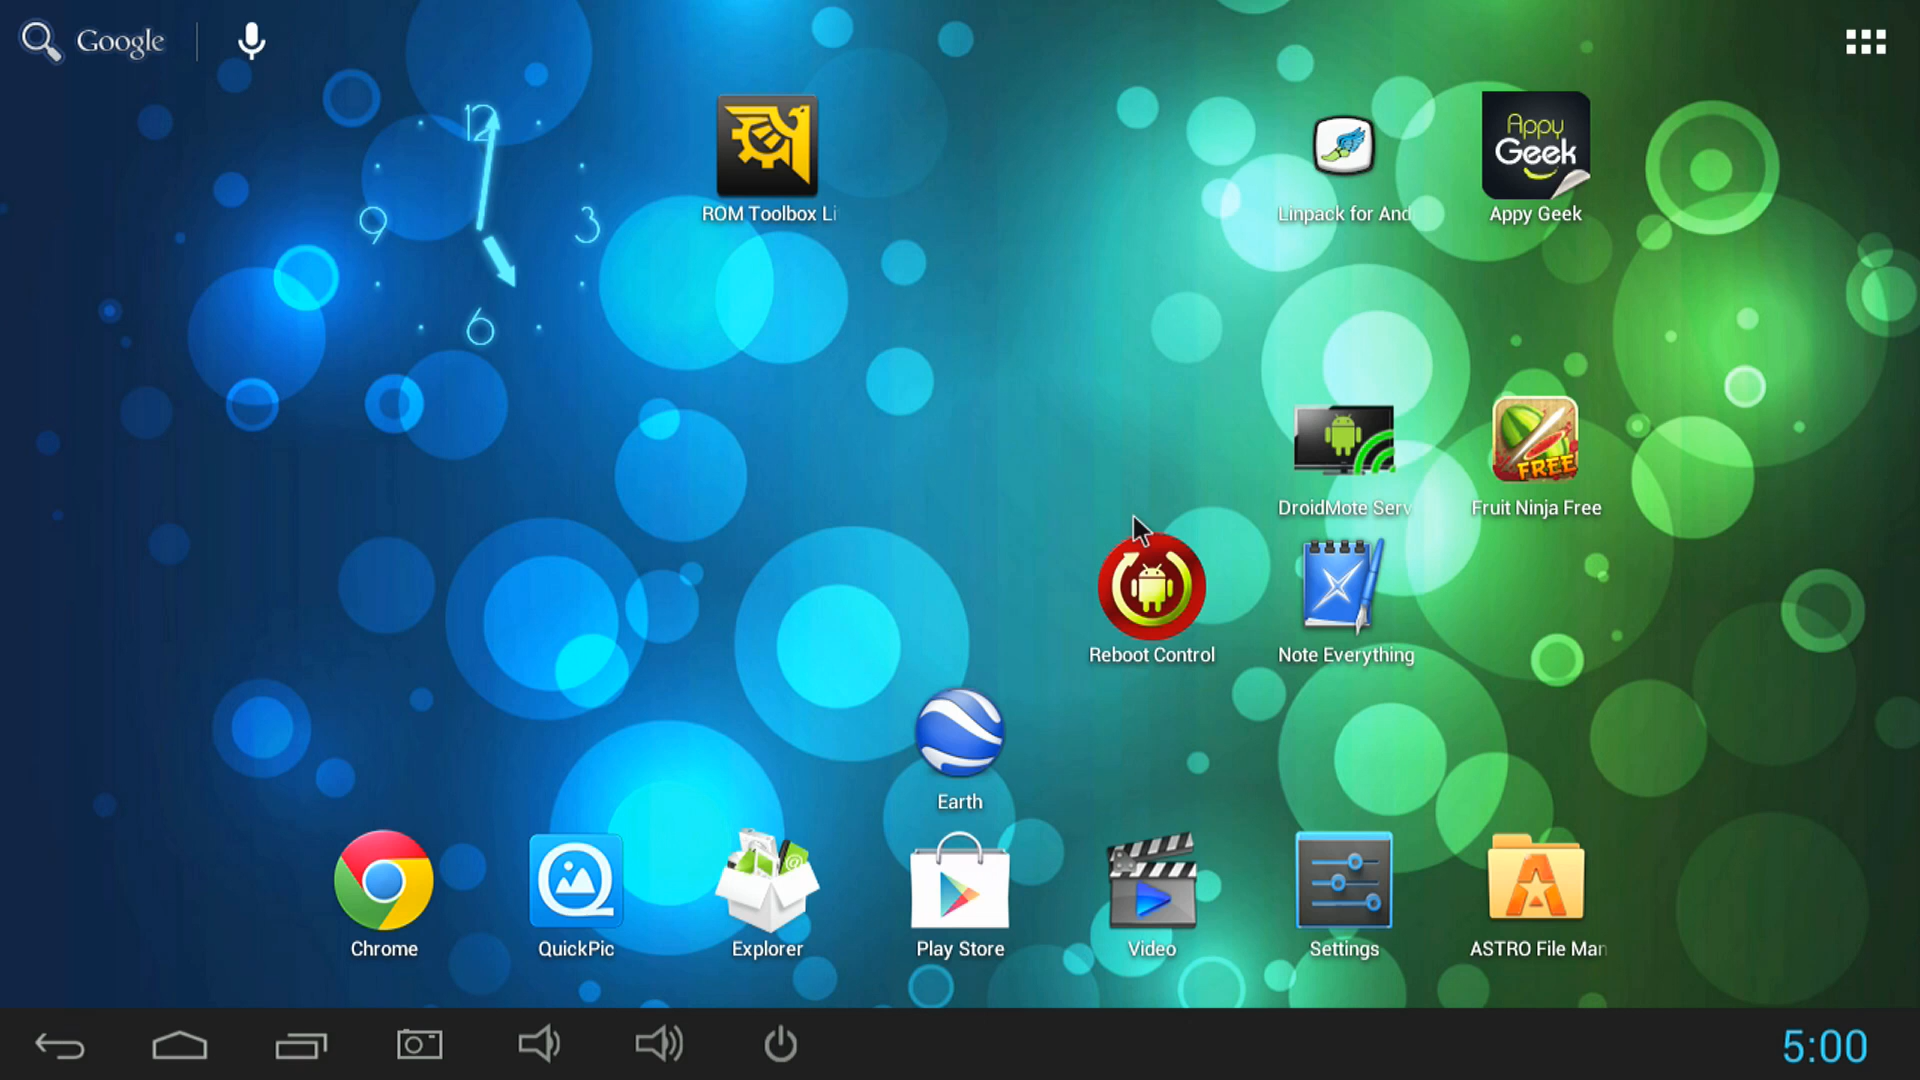 Google
12
9
3
6
ROM Toolbox Li
Linpack for And
Appy Geek
Appy Geek
DroidMote Serv
FREE
Fruit Ninja Free
Reboot Control
Note Everything
Earth
Chrome
QuickPic
Explorer
Play Store
Video
Settings
ASTRO File Man
5:00